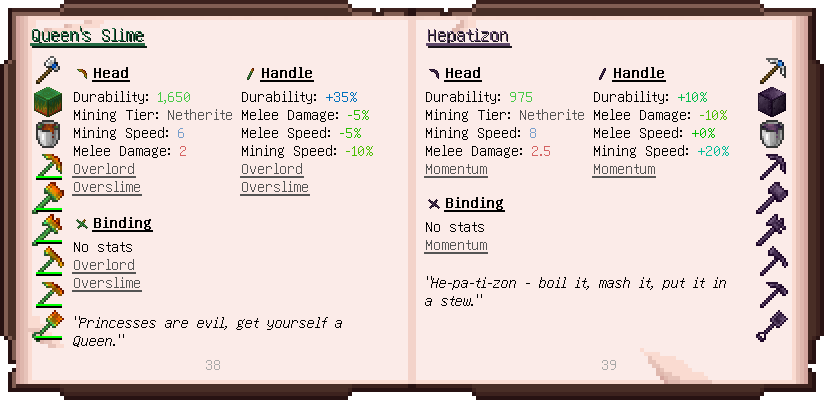 Queen's Slime
Head
Durability: 1,650
Mining Tier: Netherite
Mining Speed: 6
Melee Damage: 2
Overlord
Overslime
Handle
Durability: +35%
Melee Damage: -5%
Melee Speed: -5%
Mining Speed: -10%
Overlord
Overslime
Binding
No stats
Overlord
Overslime
"Princesses are evil, get yourself a
Queen."
38
Hepatizon
Head
Durability: 975
Mining Tier: Netherite
Mining Speed: 8
Melee Damage: 2.5
Momentum
Handle
Durability: +10%
Melee Damage: -10%
Melee Speed: +0%
Mining Speed: +20%
Momentum
Binding
No stats
Momentum
"He-pa-ti-zon - boil it, mash it, put it in
a stew."
39